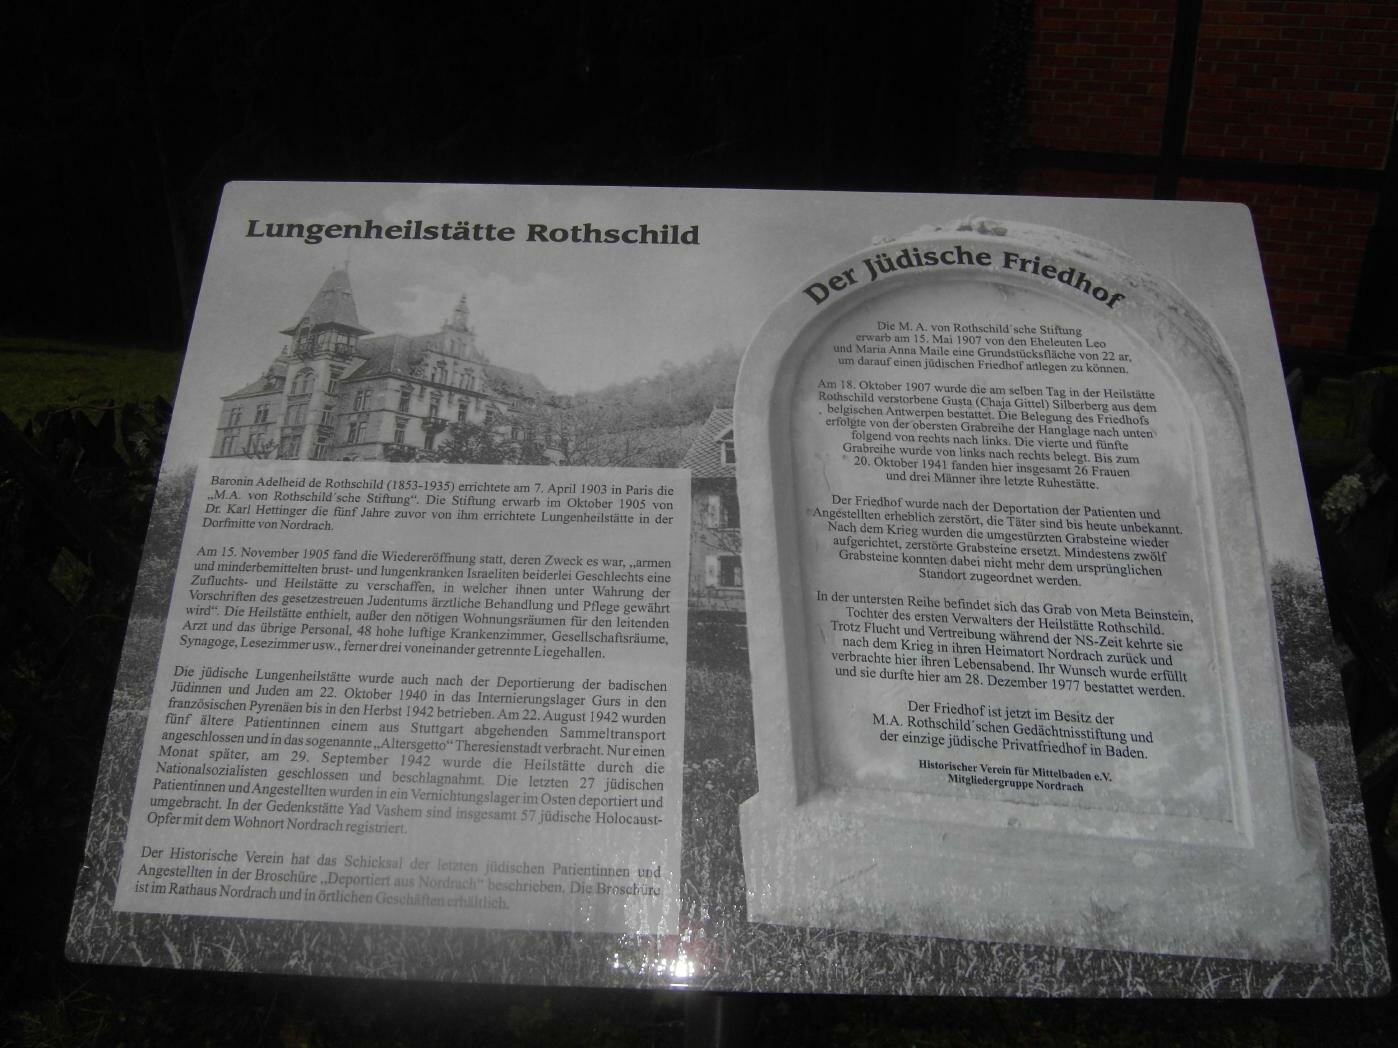 Lungenheilstätte Rothschild
Baronin Adelheid de Rothschild (1853-1935) errichtete am 7. April 1903 in Paris die
„M.A. von Rothschild´sche Stiftung“. Die Stiftung erwarb im Oktober 1905 von
Dr. Karl Hettinger die fünf Jahre zuvor von ihm errichtete Lungenheilstätte in der
Dorfmitte von Nordrach.
Am 15. November 1905 fand die Wiedereröffnung statt, deren Zweck es war, „armen
und minderbemittelten brust- und lungenkranken Israeliten beiderlei Geschlechts eine
Zufluchts- und Heilstätte zu verschaffen, in welcher ihnen unter Wahrung der
Vorschriften des gesetzestreuen Judentums ärztliche Behandlung und Pflege gewährt
wird“. Die Heilstätte enthielt, außer den nötigen Wohnungsräumen für den leitenden
Arzt und das übrige Personal, 48 hohe luftige Krankenzimmer, Gesellschaftsräume,
Synagoge, Lesezimmer usw., ferner drei voneinander getrennte Liegehallen.
Die jüdische Lungenheilstätte wurde auch nach der Deportierung der badischen
Jüdinnen und Juden am 22. Oktober 1940 in das Internierungslager Gurs in den
französischen Pyrenäen bis in den Herbst 1942 betrieben. Am 22. August 1942 wurden
fünf ältere Patientinnen einem aus Stuttgart abgehenden Sammeltransport
angeschlossen und in das sogenannte „Altersgetto“ Theresienstadt verbracht. Nur einen
Monat später, am 29. September 1942 wurde die Heilstätte durch die
Nationalsozialisten geschlossen und beschlagnahmt. Die letzten 27 jüdischen
Patientinnen und Angestellten wurden in ein Vernichtungslager im Osten deportiert und
umgebracht. In der Gedenkstätte Yad Vashem sind insgesamt 57 jüdische Holocaust-
Opfer mit dem Wohnort Nordrach registriert.
Der Historische Verein hat das Schicksal der letzten jüdischen Patientinnen und
Angestellten in der Broschüre „Deportiert aus Nordrach“ beschrieben. Die Broschüre
ist im Rathaus Nordrach und in örtlichen Geschäften erhältlich.
Der Jüdische Friedhof
Die M. A. von Rothschild´sche Stiftung
erwarb am 15. Mai 1907 von den Eheleuten Leo
und Maria Anna Maile eine Grundstücksfläche von 22 ar,
um darauf einen jüdischen Friedhof anlegen zu können.
Am 18. Oktober 1907 wurde die am selben Tag in der Heilstätte
Rothschild verstorbene Gusta (Chaja Gittel) Silberberg aus dem
belgischen Antwerpen bestattet. Die Belegung des Friedhofs
erfolgte von der obersten Grabreihe der Hanglage nach unten
folgend von rechts nach links. Die vierte und fünfte
Grabreihe wurde von links nach rechts belegt. Bis zum
20. Oktober 1941 fanden hier insgesamt 26 Frauen
und drei Männer ihre letzte Ruhestätte.
Der Friedhof wurde nach der Deportation der Patienten und
Angestellten erheblich zerstört, die Täter sind bis heute unbekannt.
Nach dem Krieg wurden die umgestürzten Grabsteine wieder
aufgerichtet, zerstörte Grabsteine ersetzt. Mindestens zwölf
Grabsteine konnten dabei nicht mehr dem ursprünglichen
Standort zugeordnet werden.
In der untersten Reihe befindet sich das Grab von Meta Beinstein,
Tochter des ersten Verwalters der Heilstätte Rothschild.
Trotz Flucht und Vertreibung während der NS-Zeit kehrte sie
nach dem Krieg in ihren Heimatort Nordrach zurück und
verbrachte hier ihren Lebensabend. Ihr Wunsch wurde erfüllt
und sie durfte hier am 28. Dezember 1977 bestattet werden.
Der Friedhof ist jetzt im Besitz der
M.A. Rothschild´schen Gedächtnisstiftung und
der einzige jüdische Privatfriedhof in Baden.
Historischer Verein für Mittelbaden e.V.
Mitgliedergruppe Nordrach